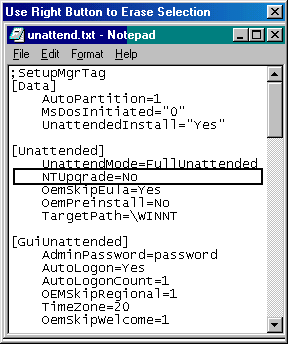 Use Right Button to Erase Selection
unattend.txt - Notepad
File Edit Format Help
;SetupMgrTag
[Data]
AutoPartition=1
MsDosInitiated="0"
UnattendedInstall="Yes"
[Unattended]
UnattendMode=FullUnattended
NTUpgrade=No
OemSkipEula=Yes
OemPreinstall=No
TargetPath=\WINNT
[GuiUnattended]
AdminPassword=password
AutoLogon=Yes
AutoLogonCount=1
OEMSkipRegional=1
TimeZone=20
OemSkipWelcome=1